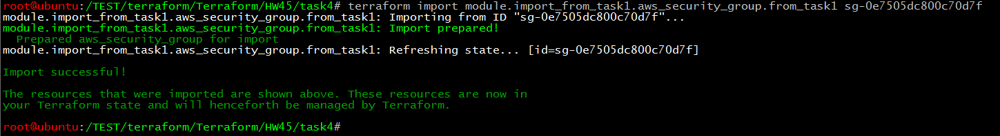 root@ubuntu:/TEST/terraform/Terraform/HW45/task4# terraform import module.import_from_task1.aws_security_group.from_task1 sg-0e7505dc800c70d7f
module.import_from_task1.aws_security_group.from_task1: Importing from ID "sg-0e7505dc800c70d7f"...
module.import_from_task1.aws_security_group.from_task1: Import prepared!
  Prepared aws_security_group for import
module.import_from_task1.aws_security_group.from_task1: Refreshing state... [id=sg-0e7505dc800c70d7f]
Import successful!
The resources that were imported are shown above. These resources are now in
your Terraform state and will henceforth be managed by Terraform.
root@ubuntu:/TEST/terraform/Terraform/HW45/task4#